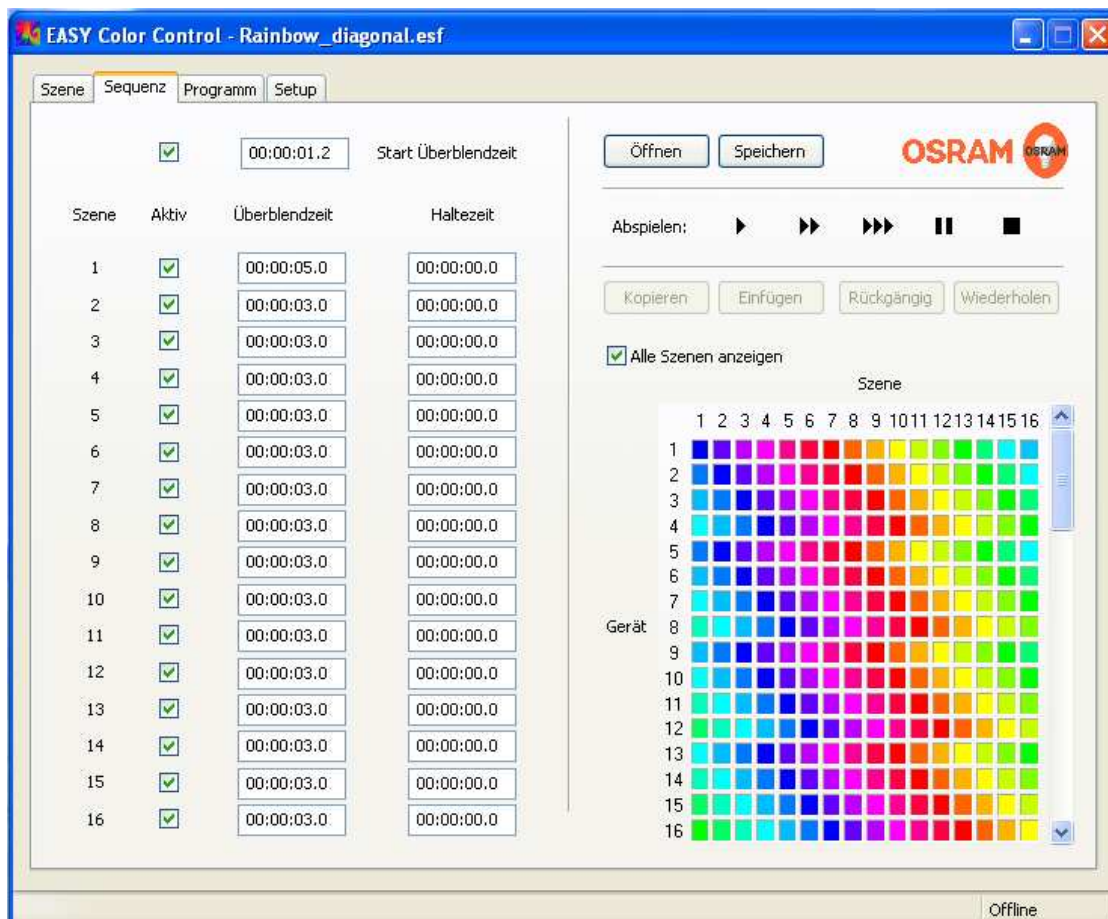 EASY Color Control - Rainbow_diagonal.esf
Szene Sequenz Programm Setup
00:00:01.2 Start Überblendzeit
Szene Aktiv Überblendzeit Haltezeit
1 00:00:05.0 00:00:00.0
2 00:00:03.0 00:00:00.0
3 00:00:03.0 00:00:00.0
4 00:00:03.0 00:00:00.0
5 00:00:03.0 00:00:00.0
6 00:00:03.0 00:00:00.0
7 00:00:03.0 00:00:00.0
8 00:00:03.0 00:00:00.0
9 00:00:03.0 00:00:00.0
10 00:00:03.0 00:00:00.0
11 00:00:03.0 00:00:00.0
12 00:00:03.0 00:00:00.0
13 00:00:03.0 00:00:00.0
14 00:00:03.0 00:00:00.0
15 00:00:03.0 00:00:00.0
16 00:00:03.0 00:00:00.0
Öffnen Speichern OSRAM OSRAM
Abspielen:
Kopieren Einfügen Rückgängig Wiederholen
Alle Szenen anzeigen
Szene
1 2 3 4 5 6 7 8 9 10 11 12 13 14 15 16
1
2
3
4
5
6
7
Gerät 8
9
10
11
12
13
14
15
16
Offline